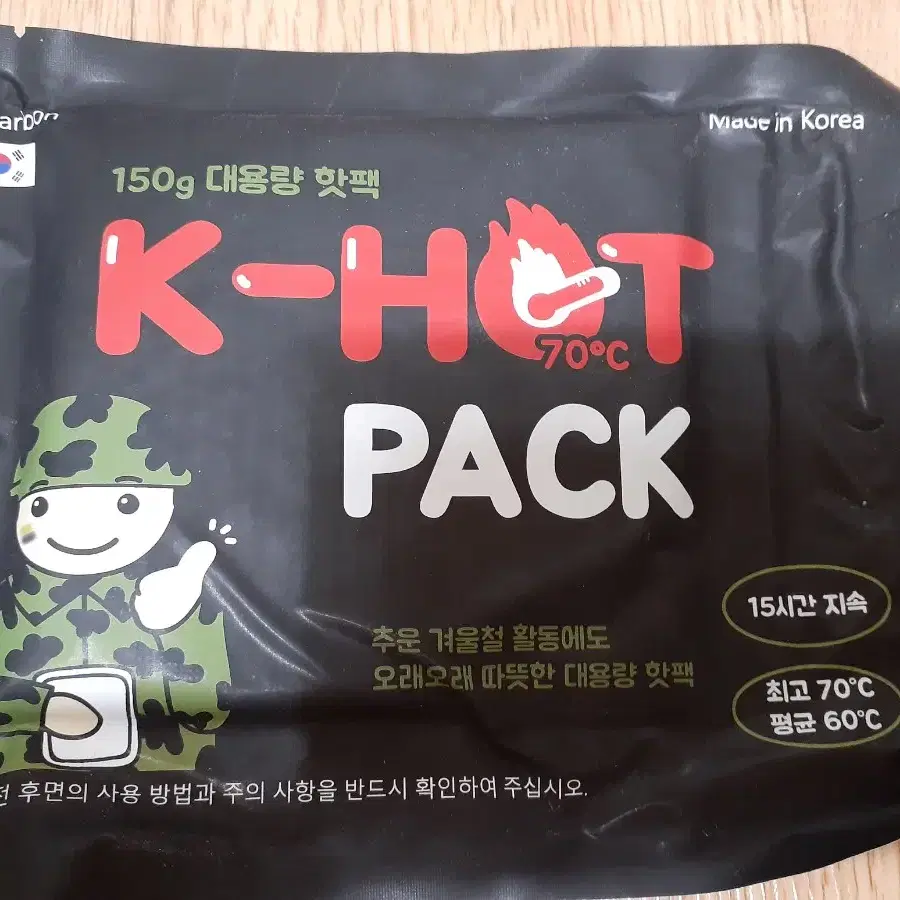 Made in Korea
150g 대용량 핫팩
K-HOT
70°C
PACK
15시간 지속
추운 겨울철 활동에도
오래오래 따뜻한 대용량 핫팩
최고 70°C
평균 60°C
후면의 사용 방법과 주의 사항을 반드시 확인하여 주십시오.